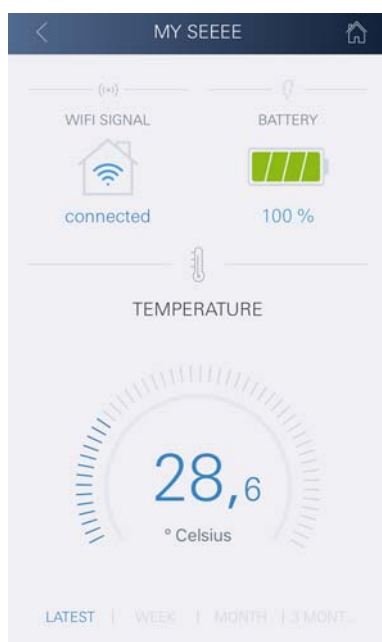 MY SEEEE
WIFI SIGNAL
BATTERY
connected
100 %
TEMPERATURE
28,6
° Celsius
LATEST | WEEK | MONTH | 3 MONT...